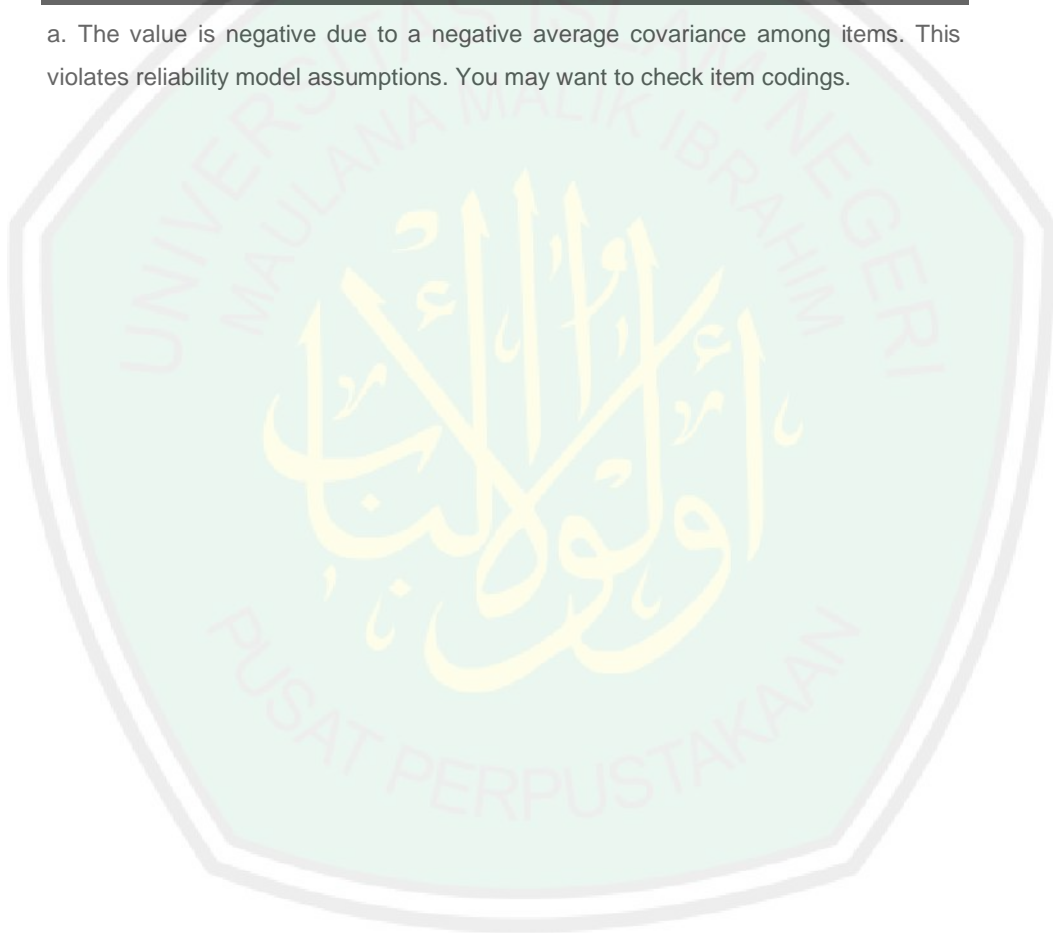 a. The value is negative due to a negative average covariance among items. This
violates reliability model assumptions. You may want to check item codings.
UNIVERSITAS ISLAM NEGERI
MAULANA MALIK IBRAHIM
أولوا الألباب
PUSAT PERPUSTAKAAN